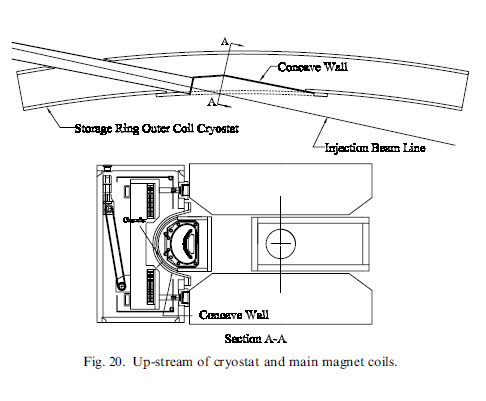 A
Concave Wall
A
Storage Ring Outer Coil Cryostat
Injection Beam Line
Concave Wall
Section A-A
Fig. 20. Up-stream of cryostat and main magnet coils.